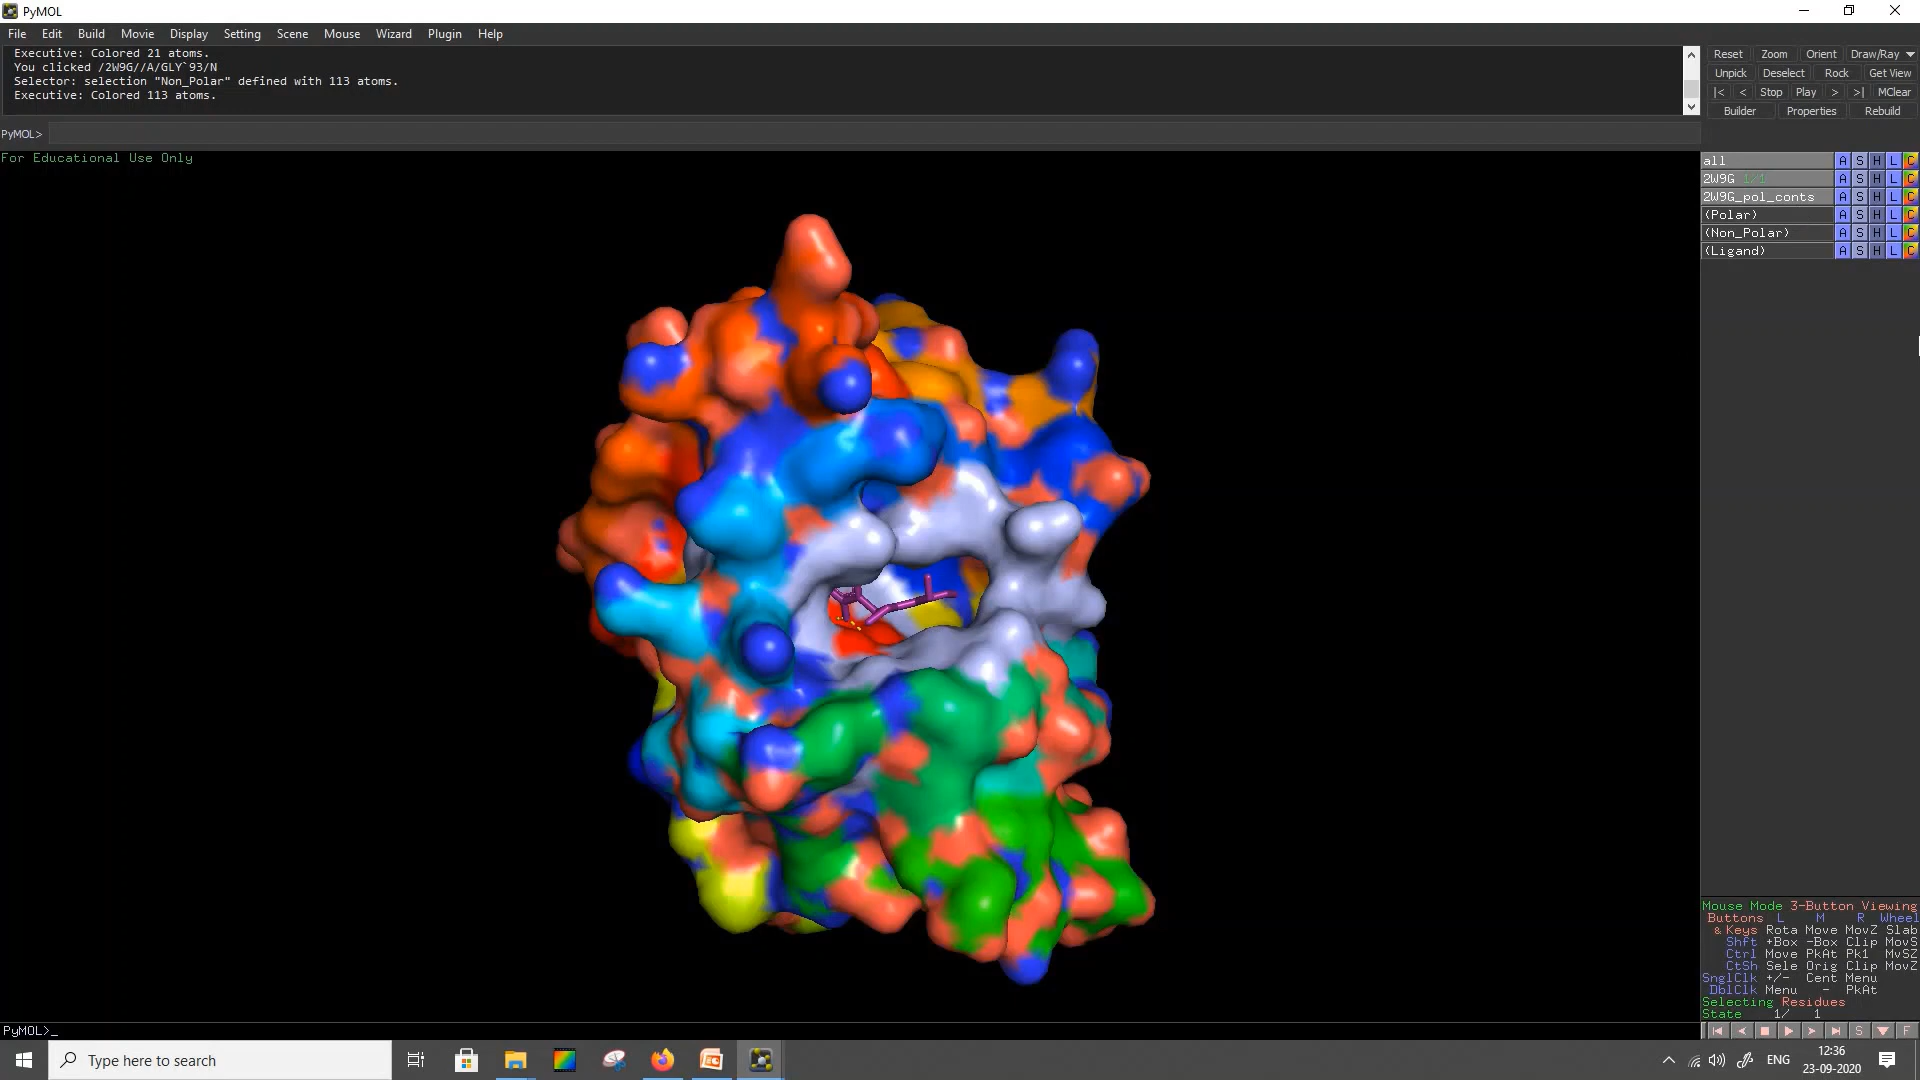 PyMOL
File Edit Build Movie Display Setting Scene Mouse Wizard Plugin Help
Executive: Colored 21 atoms.
You clicked /2W9G//A/GLY`93/N
Selector: selection "Non_Polar" defined with 113 atoms.
Executive: Colored 113 atoms.
Reset Zoom Orient Draw/Ray
Unpick Deselect Rock Get View
|< < Stop Play > >| MClear
Builder Properties Rebuild
PyMOL>
For Educational Use Only
all A S H L C
2W9G 1/1 A S H L C
2W9G_pol_conts A S H L C
(Polar) A S H L C
(Non_Polar) A S H L C
(Ligand) A S H L C
Mouse Mode 3-Button Viewing
Buttons L M R Wheel
& Keys Rota Move MovZ Slab
Shft +Box -Box Clip MovS
Ctrl Move PkAt Pk1 MvSZ
CtSh Sele Orig Clip MovZ
SnglClk +/- Cent Menu
DblClk Menu - PkAt
Selecting Residues
State 1/ 1
S F
PyMOL>_
Type here to search
ENG
12:36
23-09-2020